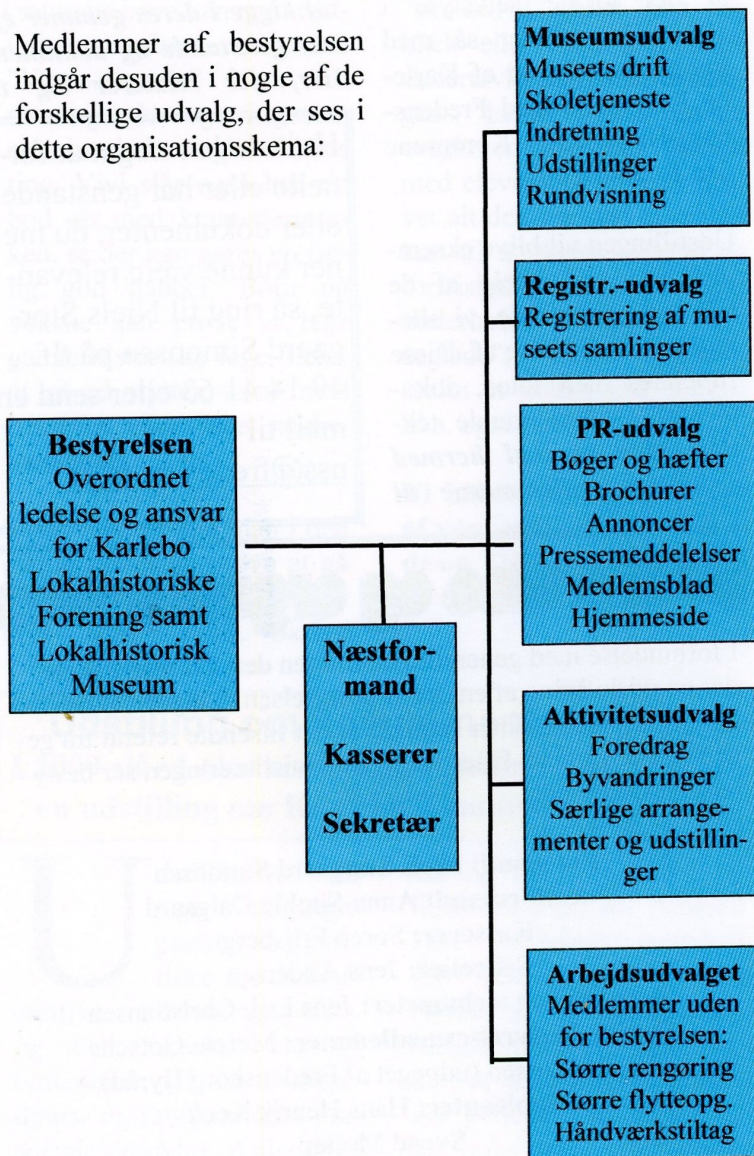 Medlemmer af bestyrelsen
indgår desuden i nogle af de
forskellige udvalg, der ses i
dette organisationsskema:
Bestyrelsen
Overordnet
ledelse og ansvar
for Karlebo
Lokalhistoriske
Forening samt
Lokalhistorisk
Museum
Næstfor-
mand
Kasserer
Sekretær
Museumsudvalg
Museets drift
Skoletjeneste
Indretning
Udstillinger
Rundvisning
Registr.-udvalg
Registrering af mu-
seets samlinger
PR-udvalg
Bøger og hæfter
Brochurer
Annoncer
Pressemeddelelser
Medlemsblad
Hjemmeside
Aktivitetsudvalg
Foredrag
Byvandringer
Særlige arrange-
menter og udstillin-
ger
Arbejdsudvalget
Medlemmer uden
for bestyrelsen:
Større rengøring
Større flytteopg.
Håndværkstiltag